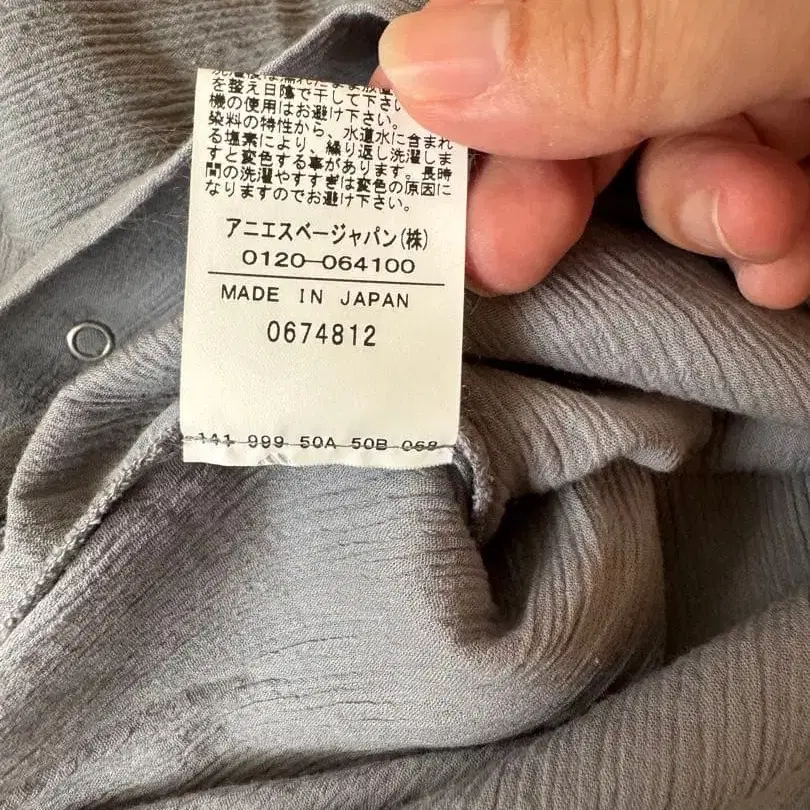 を整え日陰で干して下さい
機の使用はお避け下さい。
染料の特性から、水道水に含まれ
る塩素により、繰り返し洗濯しま
すと変色する事があります。長時
間の洗濯やすすぎは変色の原因に
なりますのでお避け下さい。
アニエスベージャパン(株)
0120-064100
MADE IN JAPAN
0674812
141 999 50A 50B 068